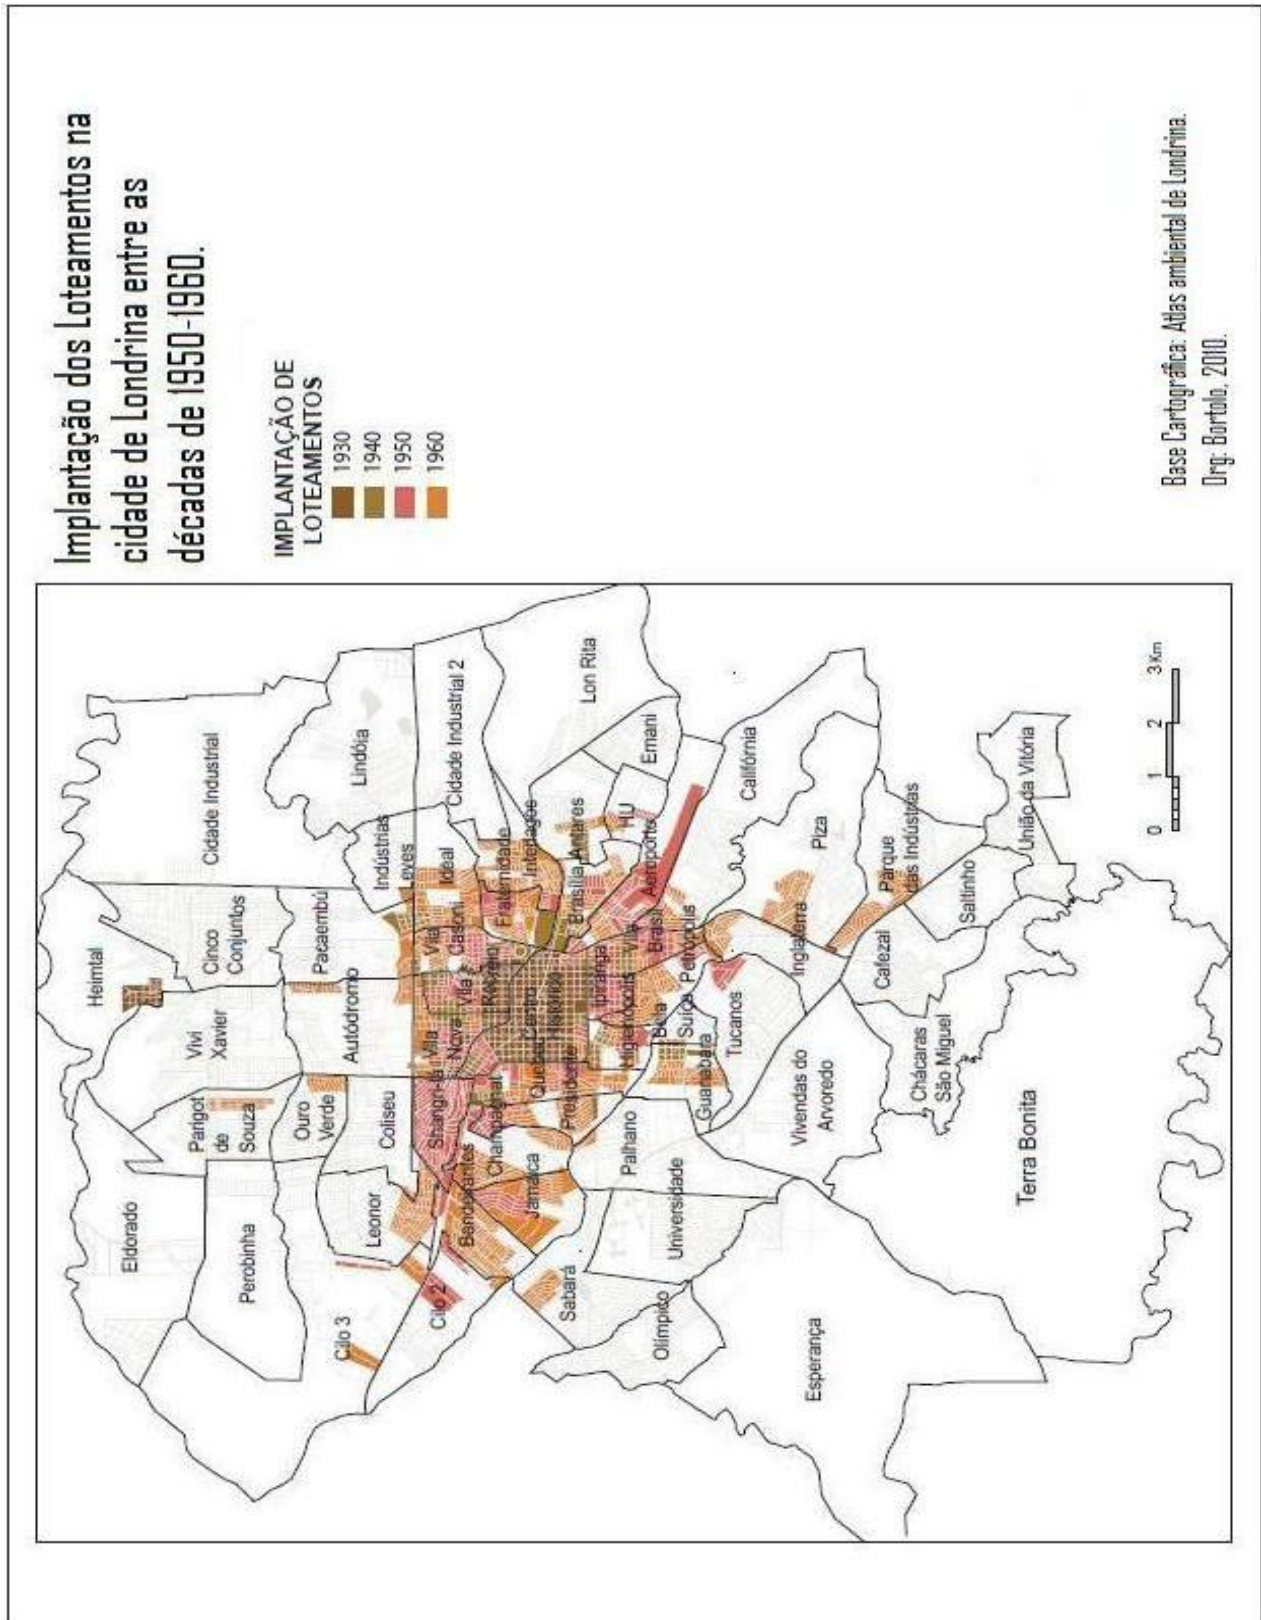 Implantação dos Loteamentos na
cidade de Londrina entre as
décadas de 1950-1960.
IMPLANTAÇÃO DE
LOTEAMENTOS
1930
1940
1950
1960
Heimtal
Cidade Industrial
Eldorado
Vivi
Xavier
Cinco
Conjuntos
Parigot
de
Souza
Perobinha
Pacaembú
Lindóia
Ouro
Verde
Autódromo
Indústrias
Leves
Cilo 3
Leonor
Coliseu
Cidade Industrial 2
Cilo 2
Bandeirantes
Shangri-la
Vila
Nova
Vila
Casoni
Ideal
Vila
Recreio
Champagnat
Fraternidade
Interlagos
Jamaica
Quebec
Centro
Histórico
Sabará
Presidente
Brasília
Antares
Lon Rita
Ipiranga
Higienópolis
Vila
Brasil
Aeroporto
HU
Ernani
Olímpico
Universidade
Palhano
Guanabara
Bela
Suíça
Petrópolis
Tucanos
Califórnia
Inglaterra
Piza
Esperança
Vivendas do
Arvoredo
Parque
das Indústrias
Cafezal
Saltinho
Chácaras
São Miguel
União da Vitória
Terra Bonita
0 1 2 3 Km
Base Cartográfica: Atlas ambiental de Londrina.
Org: Bortolo, 2010.